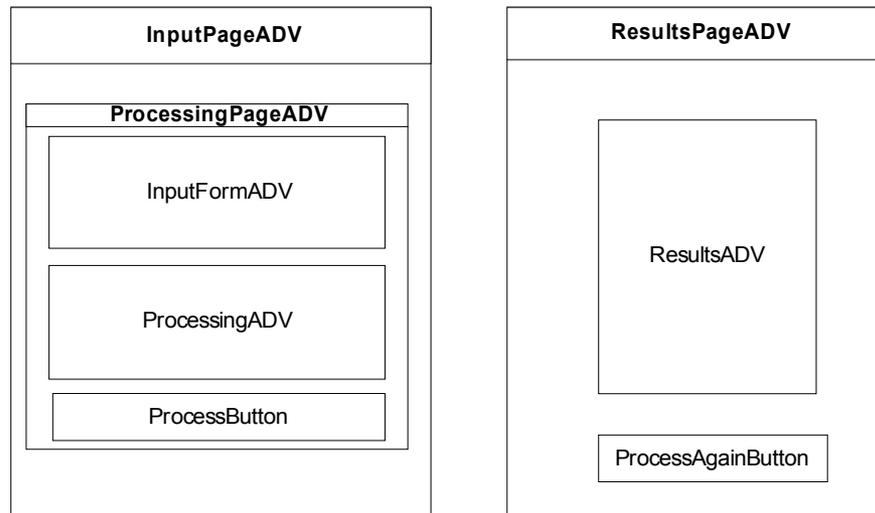 InputPageADV
ProcessingPageADV
InputFormADV
ProcessingADV
ProcessButton
ResultsPageADV
ResultsADV
ProcessAgainButton